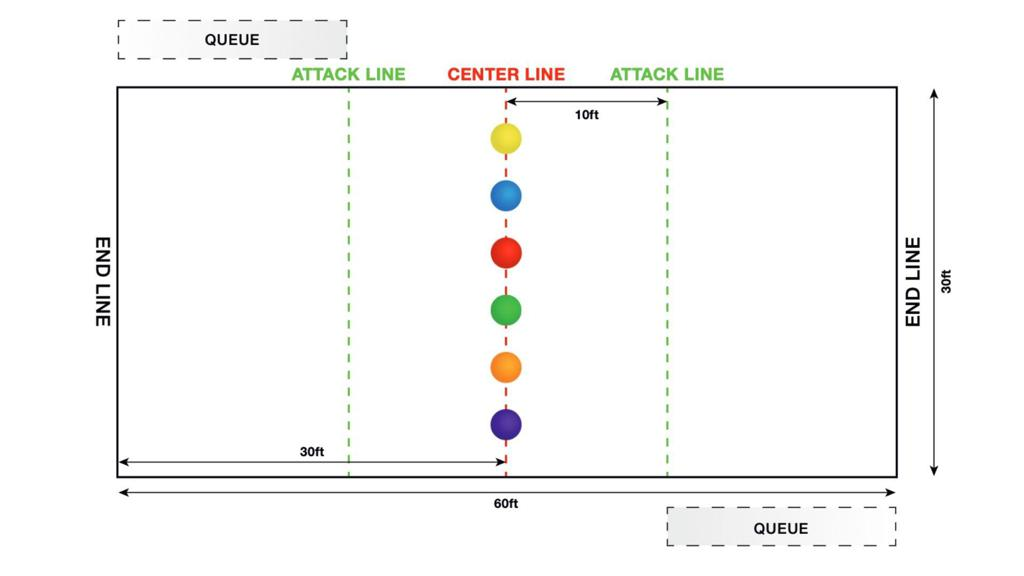 QUEUE
ATTACK LINE CENTER LINE ATTACK LINE
10ft
END LINE
END LINE
30ft
30ft
60ft
QUEUE